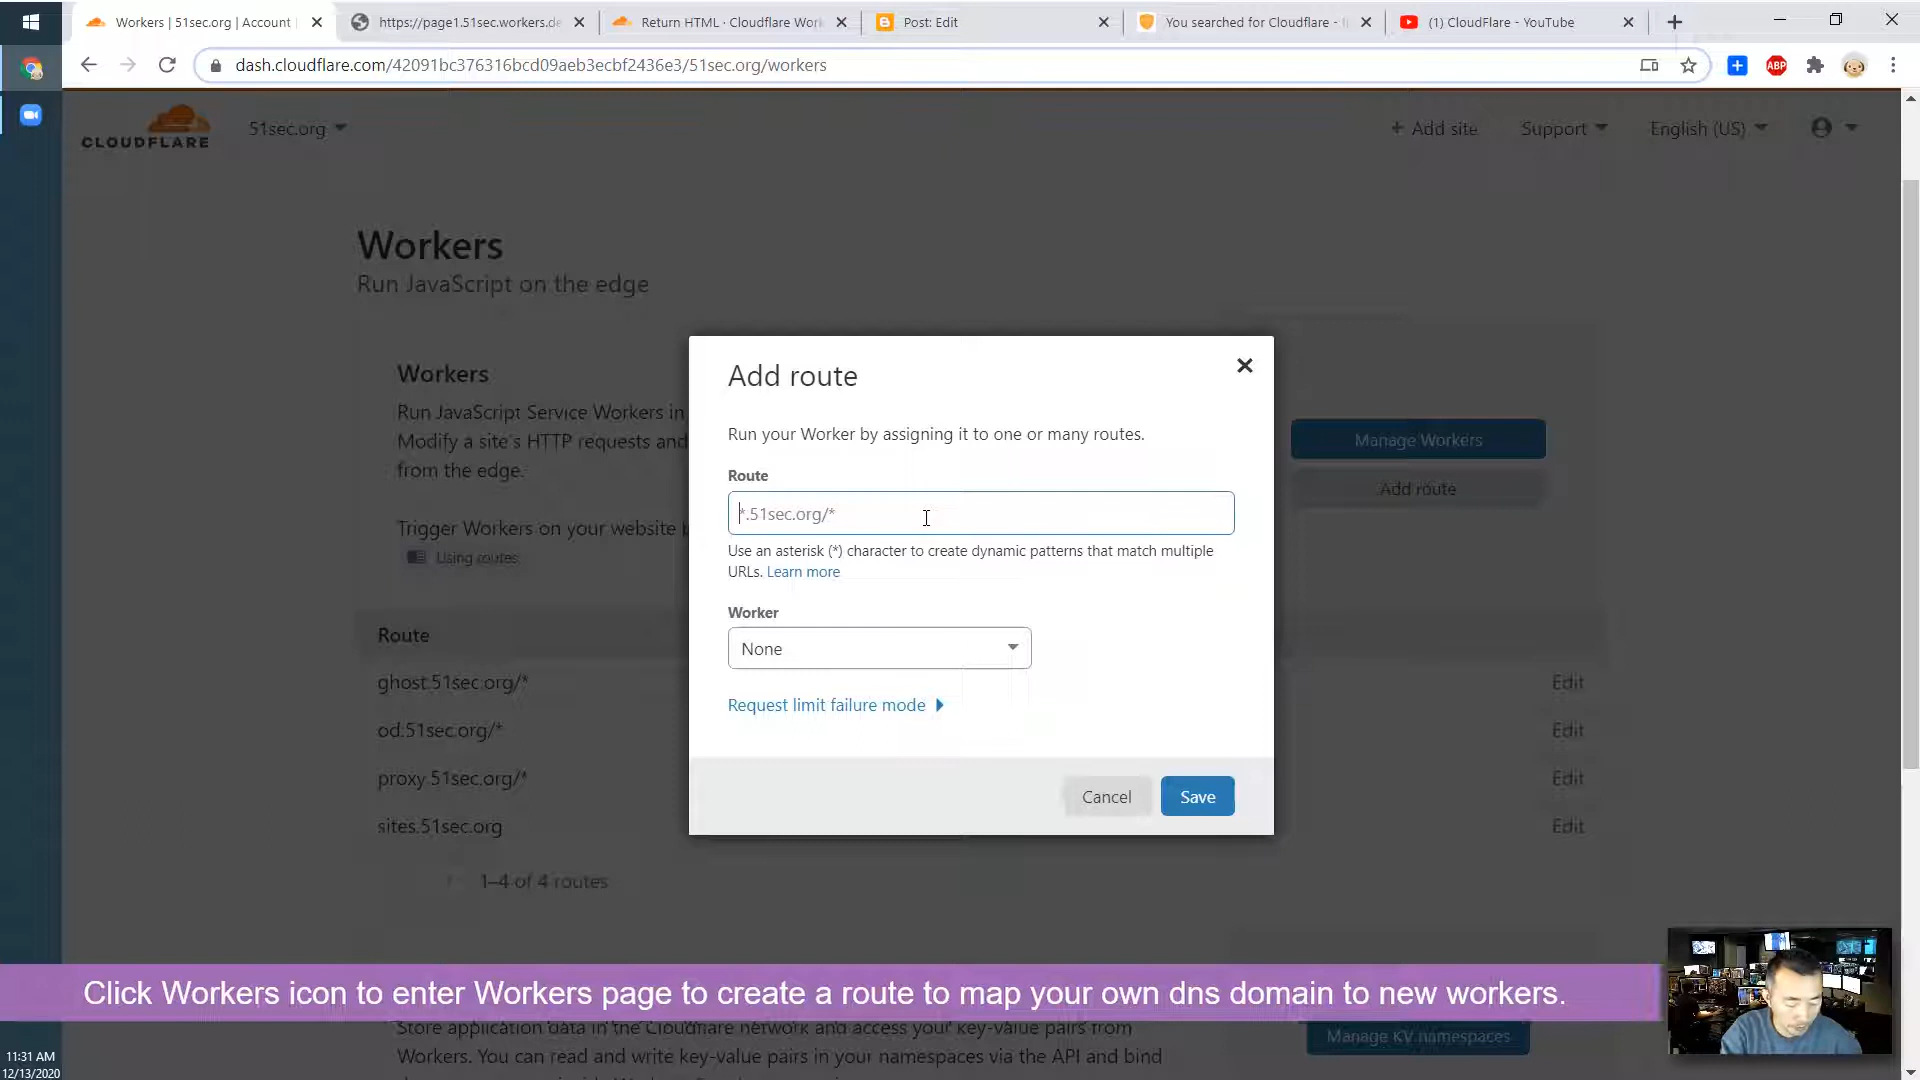 Workers | 51sec.org | Account
https://page1.51sec.workers.de
Return HTML · Cloudflare Work
Post: Edit
You searched for Cloudflare -
(1) CloudFlare - YouTube
dash.cloudflare.com/42091bc376316bcd09aeb3ecbf2436e3/51sec.org/workers
ABP
CLOUDFLARE
51sec.org
+ Add site
Support
English (US)
Workers
Run JavaScript on the edge
Workers
Run JavaScript Service Workers in
Modify a site's HTTP requests and
from the edge.
Trigger Workers on your website
Using routes
Manage Workers
Add route
Add route
Run your Worker by assigning it to one or many routes.
Route
*.51sec.org/*
Use an asterisk (*) character to create dynamic patterns that match multiple
URLs. Learn more
Worker
None
Request limit failure mode
Cancel
Save
Route
ghost.51sec.org/*
Edit
od.51sec.org/*
Edit
proxy.51sec.org/*
Edit
sites.51sec.org
Edit
1–4 of 4 routes
Click Workers icon to enter Workers page to create a route to map your own dns domain to new workers.
Store application data in the Cloudflare network and access your key-value pairs from
Workers. You can read and write key-value pairs in your namespaces via the API and bind
Manage KV namespaces
11:31 AM
12/13/2020